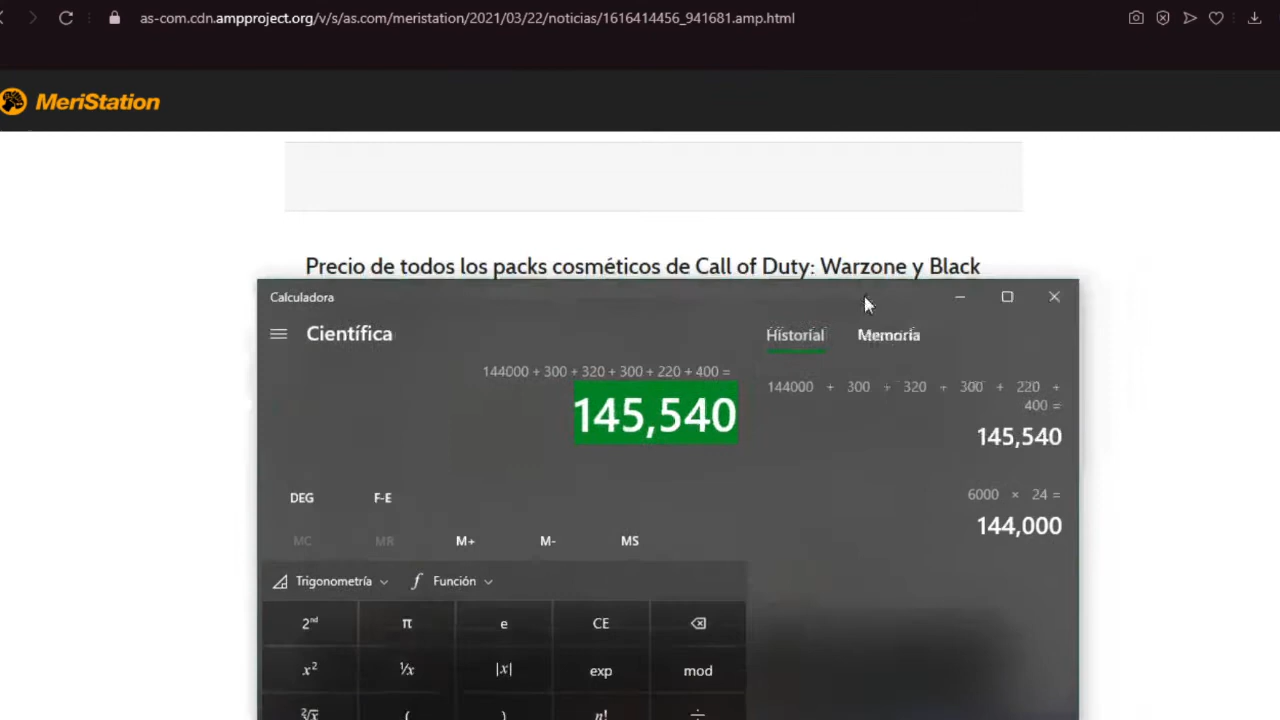 as-com.cdn.ampproject.org/v/s/as.com/meristation/2021/03/22/noticias/1616414456_941681.amp.html
MeriStation
Precio de todos los packs cosméticos de Call of Duty: Warzone y Black
Calculadora
Científica
Historial Memoria
144000 + 300 + 320 + 300 + 220 + 400 =
145,540
144000 + 300 + 320 + 300 + 220 +
400 =
145,540
6000 × 24 =
144,000
DEG F-E
MC MR M+ M- MS
Trigonometría f Función
2ⁿᵈ π e CE
x² ¹/x |x| exp mod
²√x ( ) n! ÷